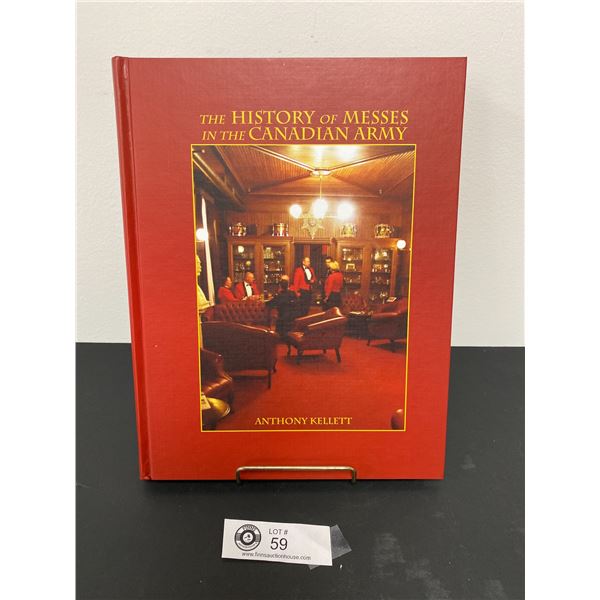 THE HISTORY OF MESSES
IN THE CANADIAN ARMY
ANTHONY KELLETT
LOT #
59
www.finnsauctionhouse.com